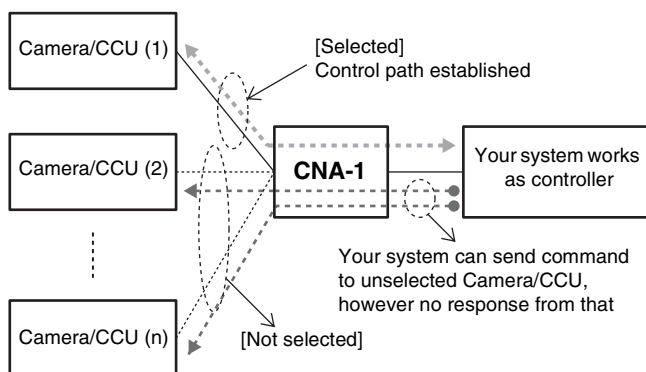 Camera/CCU (1)
[Selected]
Control path established
Camera/CCU (2)
CNA-1
Your system works
as controller
Your system can send command
to unselected Camera/CCU,
however no response from that
Camera/CCU (n)
[Not selected]